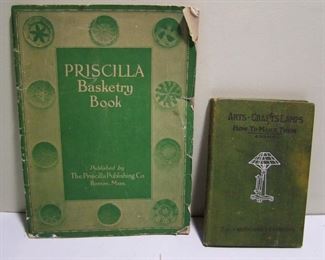 PRISCILLA
Basketry
Book
Published by
The Priscilla Publishing Co
Boston, Mass.
ARTS-CRAFTS LAMPS
HOW TO MAKE THEM